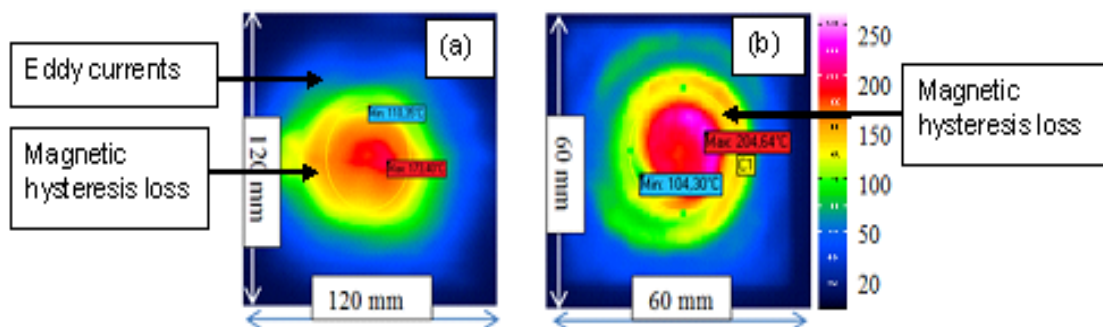 Eddy currents
Magnetic
hysteresis loss
(a)
120 mm
120 mm
(b)
Max: 204,64°C
C1
Min: 104,30°C
60 mm
60 mm
Magnetic
hysteresis loss
250
200
150
100
50
20